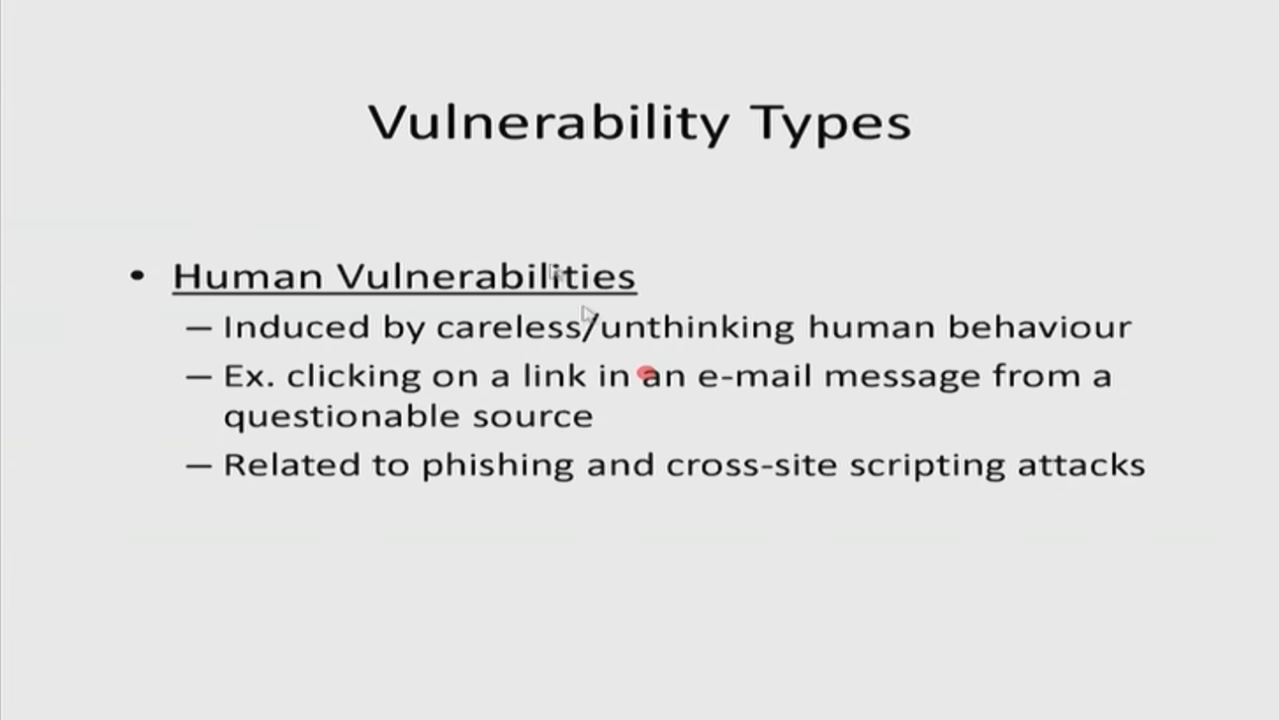 Vulnerability Types
• Human Vulnerabilities
– Induced by careless/unthinking human behaviour
– Ex. clicking on a link in an e-mail message from a
questionable source
– Related to phishing and cross-site scripting attacks